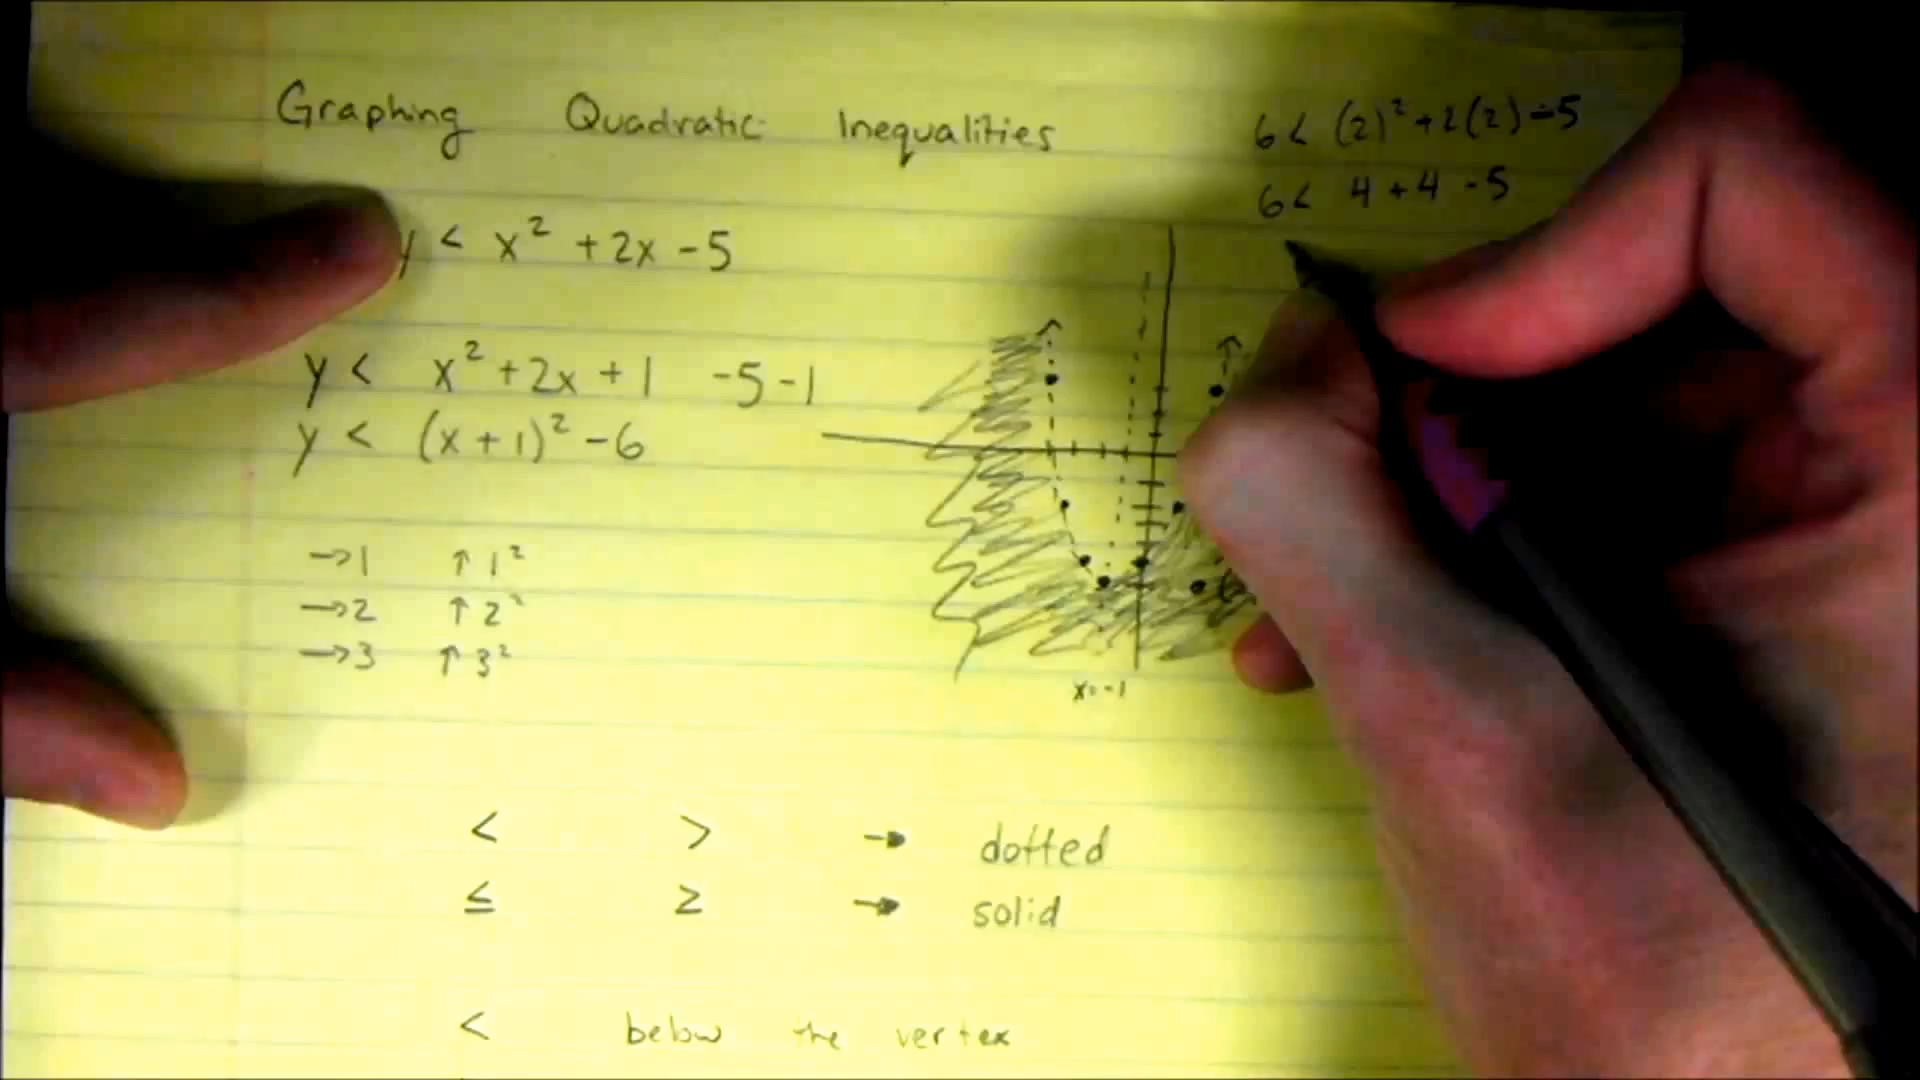 Graphing Quadratic Inequalities
6 < (2)² + 2(2) - 5
6 < 4 + 4 - 5
y < x² + 2x - 5
y < x² + 2x + 1 - 5 - 1
y < (x + 1)² - 6
→1 ↑ 1²
→2 ↑ 2²
→3 ↑ 3²
x = -1
< > → dotted
≤ ≥ → solid
< below the vertex